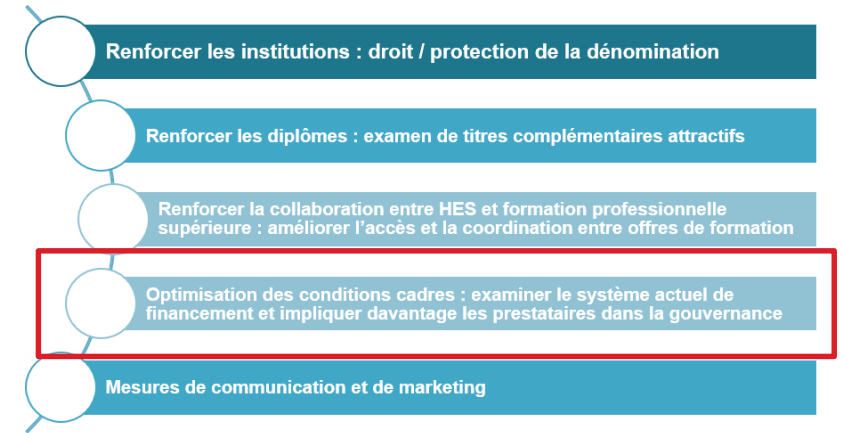 Renforcer les institutions : droit / protection de la dénomination
Renforcer les diplômes : examen de titres complémentaires attractifs
Renforcer la collaboration entre HES et formation professionnelle
supérieure : améliorer l’accès et la coordination entre offres de formation
Optimisation des conditions cadres : examiner le système actuel de
financement et impliquer davantage les prestataires dans la gouvernance
Mesures de communication et de marketing